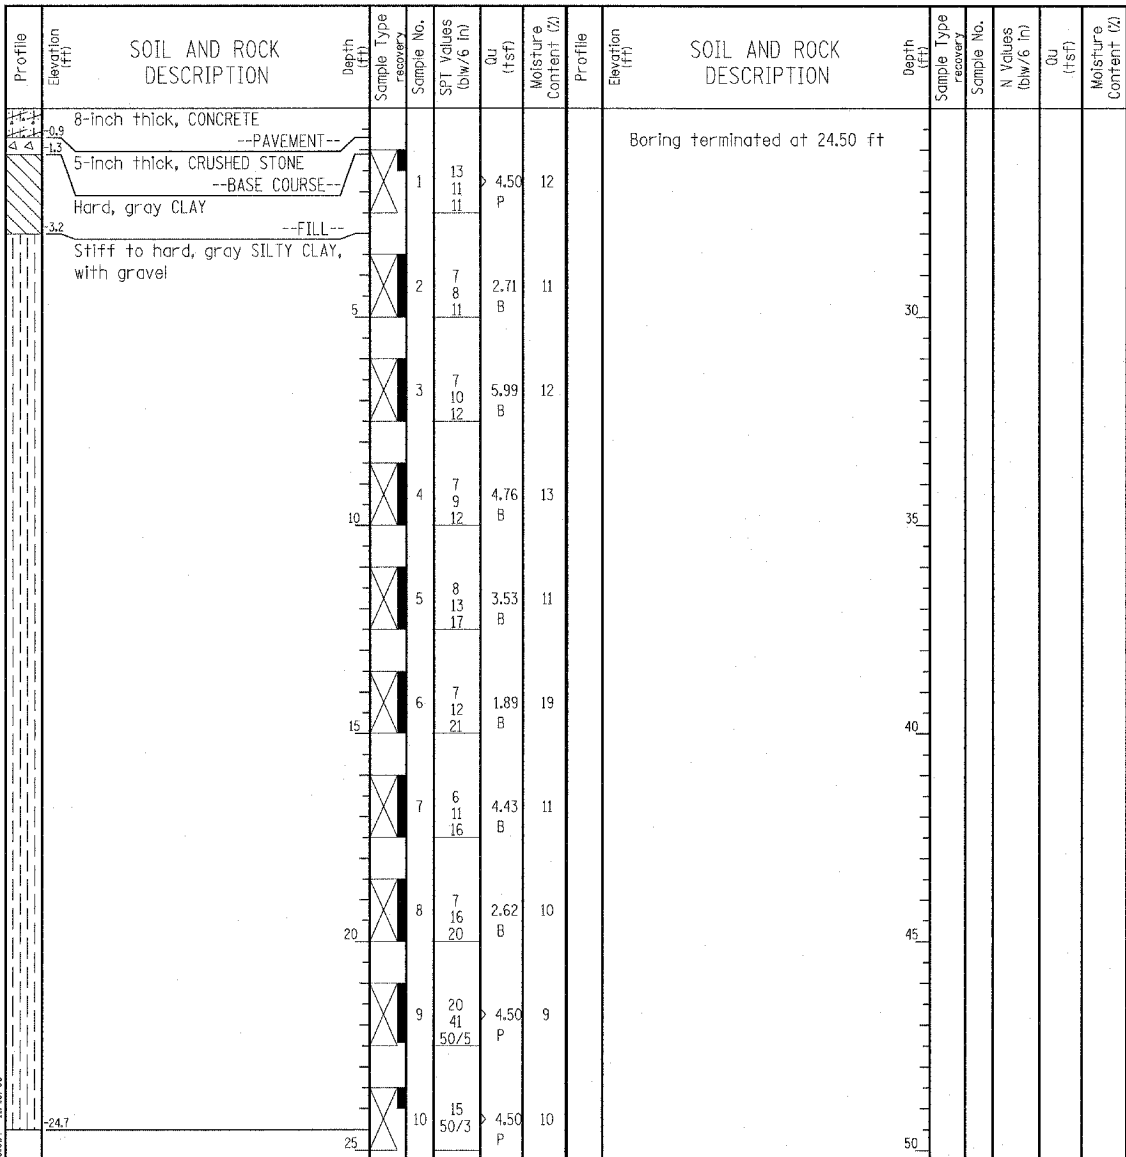 Profile
Elevation (ft)
SOIL AND ROCK
DESCRIPTION
Depth (ft)
Sample Type
recovery
Sample No.
SPT Values
(blw/6 in)
Qu
(tsf)
Moisture
Content (%)
Profile
Elevation
(ft)
SOIL AND ROCK
DESCRIPTION
Depth
(ft)
Sample Type
recovery
Sample No.
N Values
(blw/6 in)
Qu
(tsf)
Moisture
Content (%)
8-inch thick, CONCRETE
-0.9
--PAVEMENT--
-1.3
5-inch thick, CRUSHED STONE
--BASE COURSE--
Hard, gray CLAY
-3.2
--FILL--
Stiff to hard, gray SILTY CLAY,
with gravel
1 13 > 4.50 12
11
11 P
2 7 2.71 11
8
5 11 B
3 7 5.99 12
10
12 B
4 7 4.76 13
9
10 12 B
5 8 3.53 11
13
17 B
6 7 1.89 19
12
15 21 B
7 6 4.43 11
11
16 B
8 7 2.62 10
16
20 20 B
9 20 > 4.50 9
41
50/5 P
-24.7
10 15 > 4.50 10
50/3
25 P
Boring terminated at 24.50 ft
30
35
40
45
50